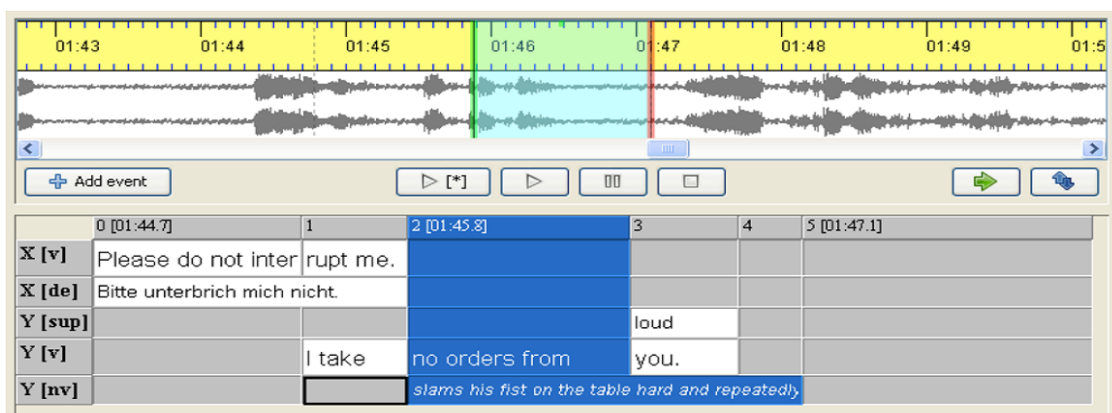 01:43 01:44 01:45 01:46 01:47 01:48 01:49 01:5
Add event [*]
0 [01:44.7] 1 2 [01:45.8] 3 4 5 [01:47.1]
X [v] Please do not inter rupt me.
X [de] Bitte unterbrich mich nicht.
Y [sup] loud
Y [v] I take no orders from you.
Y [nv] slams his fist on the table hard and repeatedly